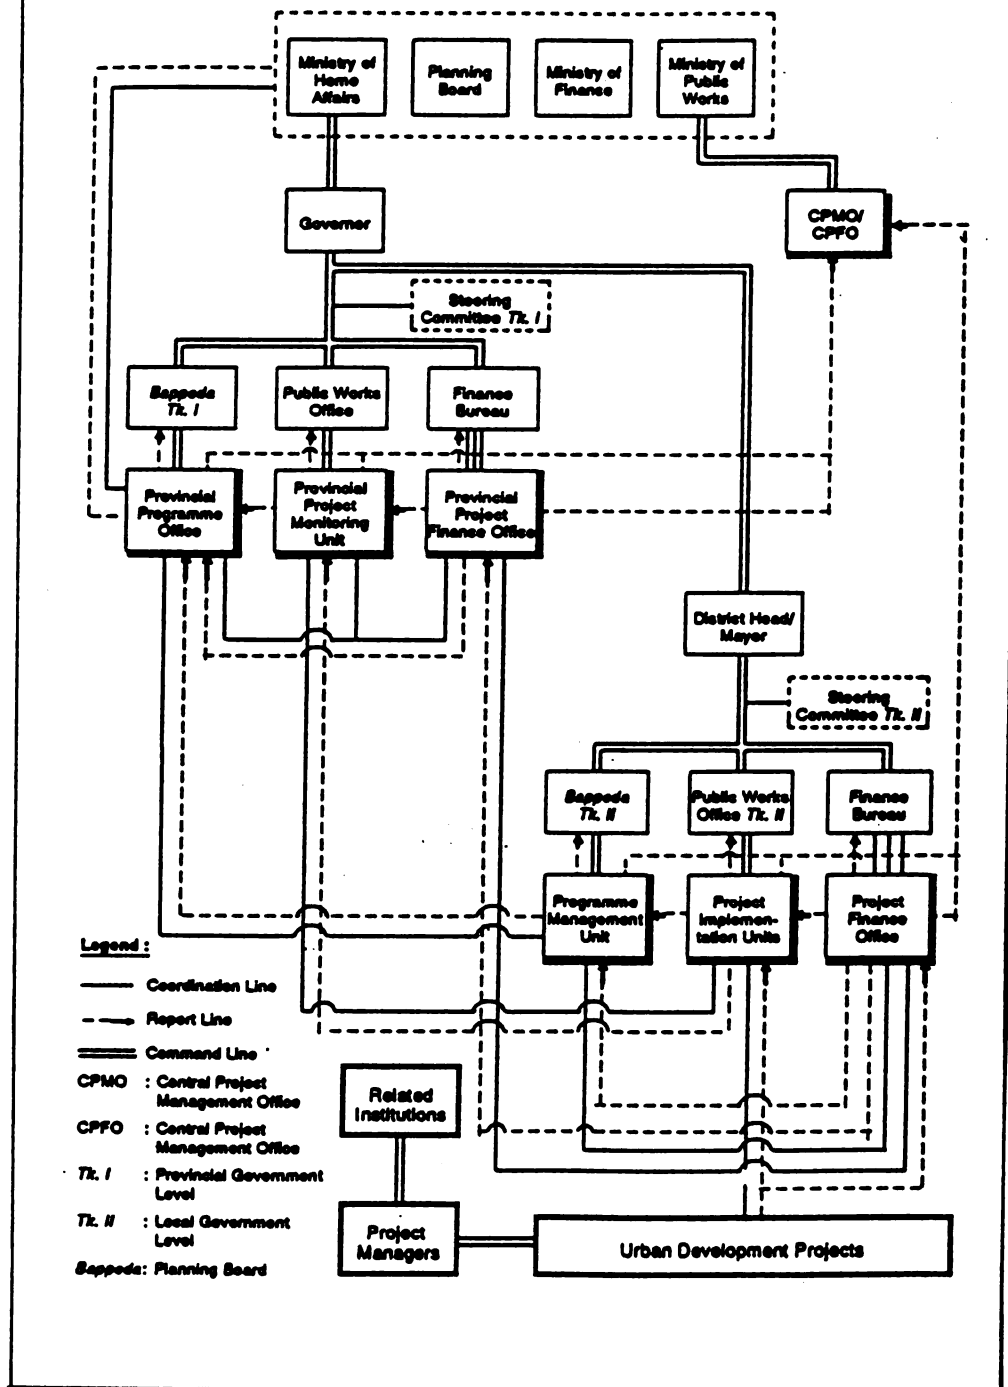 Ministry of
Home
Affairs
Planning
Board
Ministry of
Finance
Ministry of
Public
Works
Governer
CPMO/
CPFO
Steering
Committee Tk. I
Bappeda
Tk. I
Public Works
Office
Finance
Bureau
Provincial
Programme
Office
Provincial
Project
Monitoring
Unit
Provincial
Project
Finance Office
District Head/
Mayor
Steering
Committee Tk. II
Bappeda
Tk. II
Public Works
Office Tk. II
Finance
Bureau
Programme
Management
Unit
Project
Implemen-
tation Units
Project
Finance
Office
Legend :
Coordination Line
Report Line
Command Line
CPMO : Central Project
Management Office
CPFO : Central Project
Management Office
Tk. I : Provincial Government
Level
Tk. II : Local Government
Level
Bappeda: Planning Board
Related
Institutions
Project
Managers
Urban Development Projects